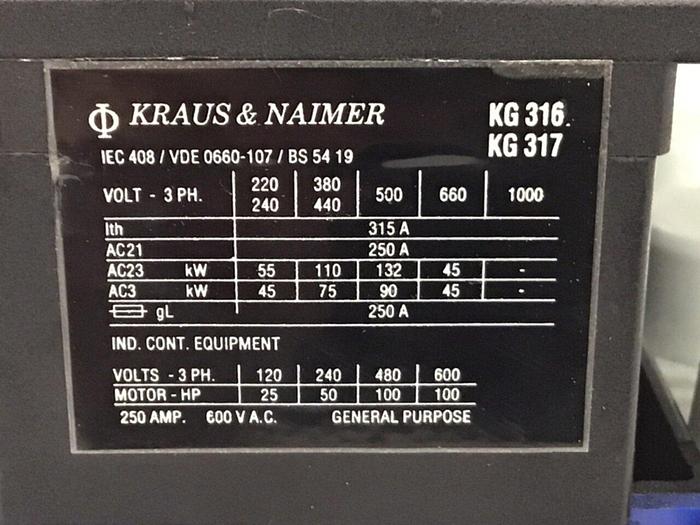 Φ KRAUS & NAIMER KG 316
KG 317
IEC 408 / VDE 0660-107 / BS 54 19
VOLT - 3 PH. 220 240 380 440 500 660 1000
Ith 315 A
AC21 250 A
AC23 kW 55 110 132 45 -
AC3 kW 45 75 90 45 -
gL 250 A
IND. CONT. EQUIPMENT
VOLTS - 3 PH. 120 240 480 600
MOTOR - HP 25 50 100 100
250 AMP. 600 V A.C. GENERAL PURPOSE